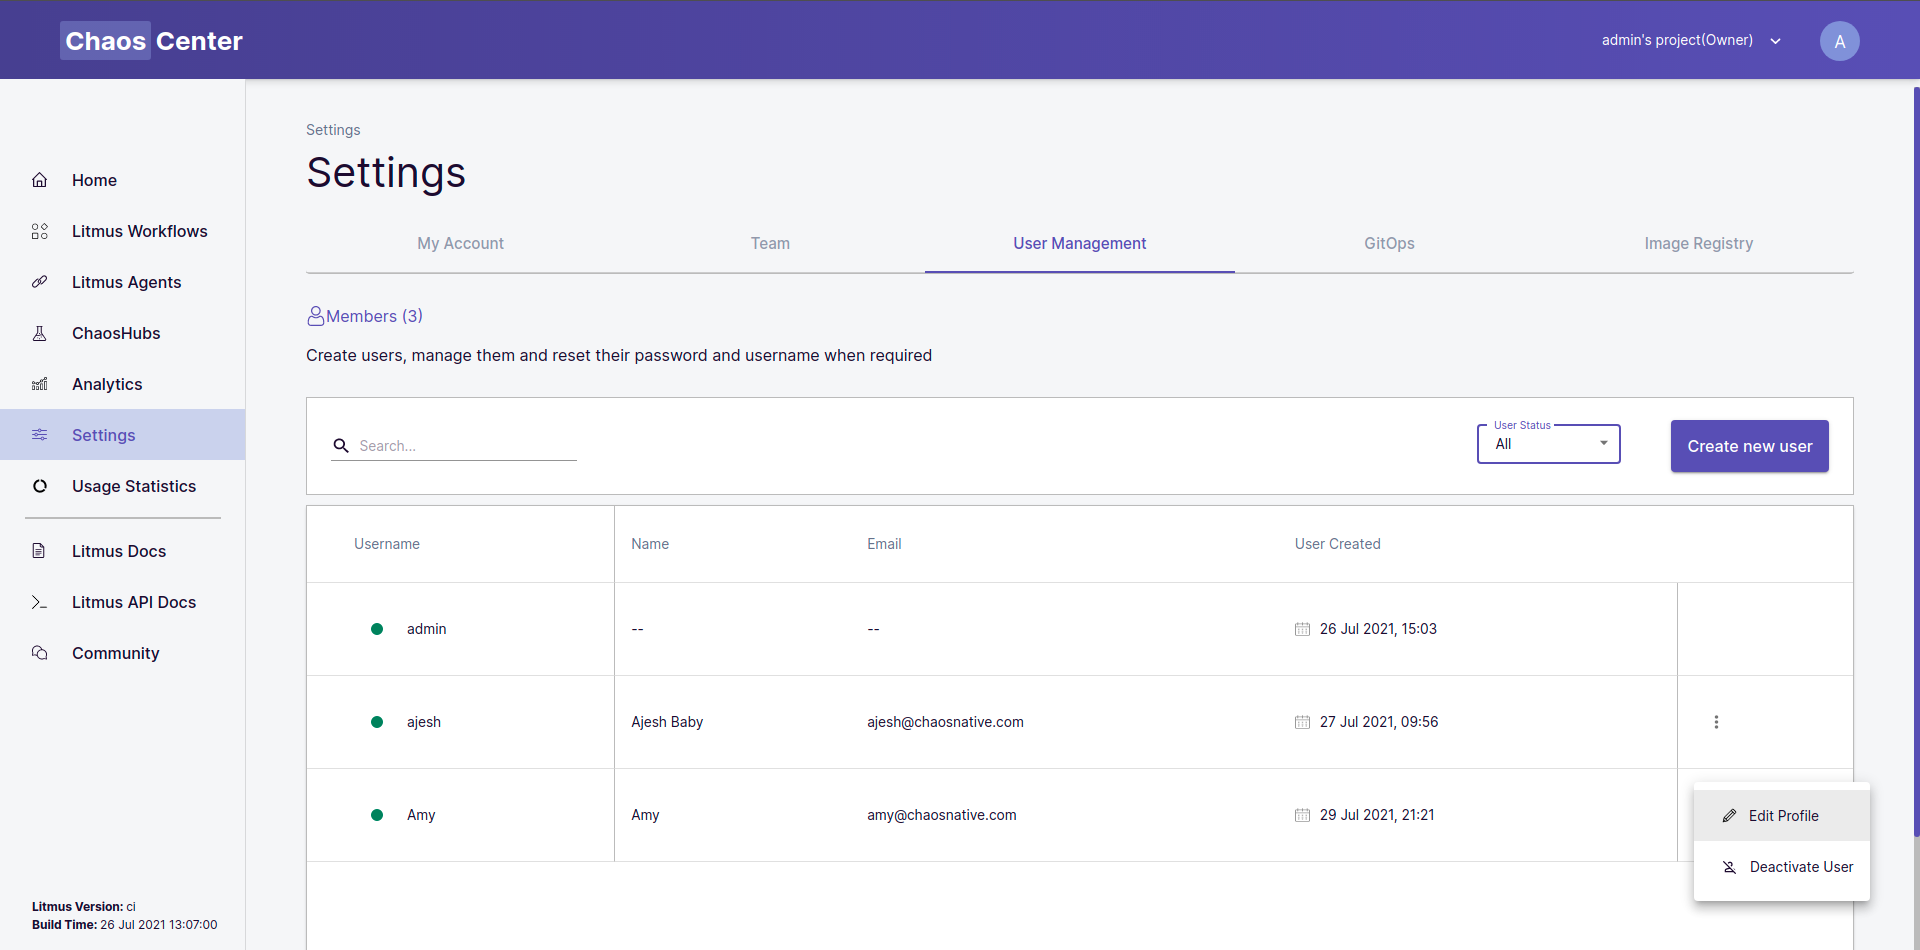 Chaos Center
admin's project(Owner)
A
Home
Litmus Workflows
Litmus Agents
ChaosHubs
Analytics
Settings
Usage Statistics
Litmus Docs
Litmus API Docs
Community
Litmus Version: ci
Build Time: 26 Jul 2021 13:07:00
Settings
Settings
My Account Team User Management GitOps Image Registry
Members (3)
Create users, manage them and reset their password and username when required
Search...
User Status
All
Create new user
Username Name Email User Created
admin -- -- 26 Jul 2021, 15:03
ajesh Ajesh Baby ajesh@chaosnative.com 27 Jul 2021, 09:56
Amy Amy amy@chaosnative.com 29 Jul 2021, 21:21
Edit Profile
Deactivate User